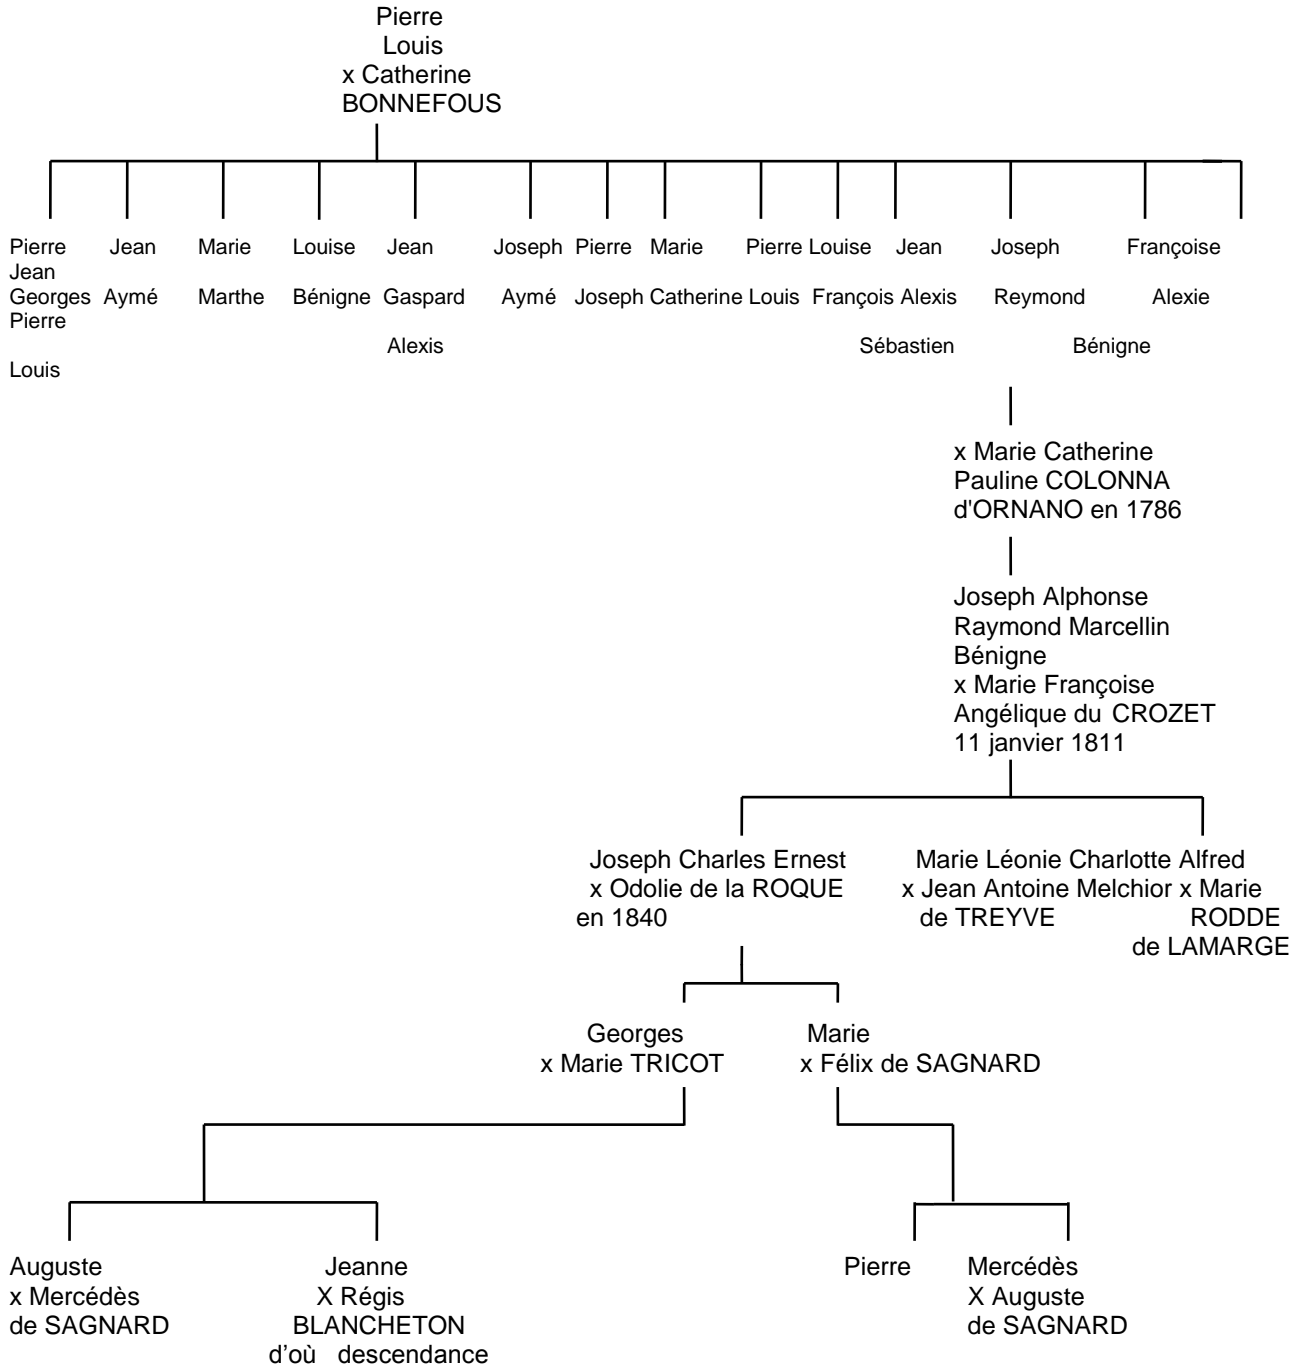 Pierre
Louis
x Catherine
BONNEFOUS
Pierre Jean Marie Louise Jean Joseph Pierre Marie Pierre Louise Jean Joseph Françoise
Jean
Georges Aymé Marthe Bénigne Gaspard Aymé Joseph Catherine Louis François Alexis Reymond Alexie
Pierre
Alexis Sébastien Bénigne
Louis
x Marie Catherine
Pauline COLONNA
d'ORNANO en 1786
Joseph Alphonse
Raymond Marcellin
Bénigne
x Marie Françoise
Angélique du CROZET
11 janvier 1811
Joseph Charles Ernest Marie Léonie Charlotte Alfred
x Odolie de la ROQUE x Jean Antoine Melchior x Marie
en 1840 de TREYVE RODDE
de LAMARGE
Georges Marie
x Marie TRICOT x Félix de SAGNARD
Auguste Jeanne Pierre Mercédès
x Mercédès X Régis X Auguste
de SAGNARD BLANCHETON de SAGNARD
d'où descendance